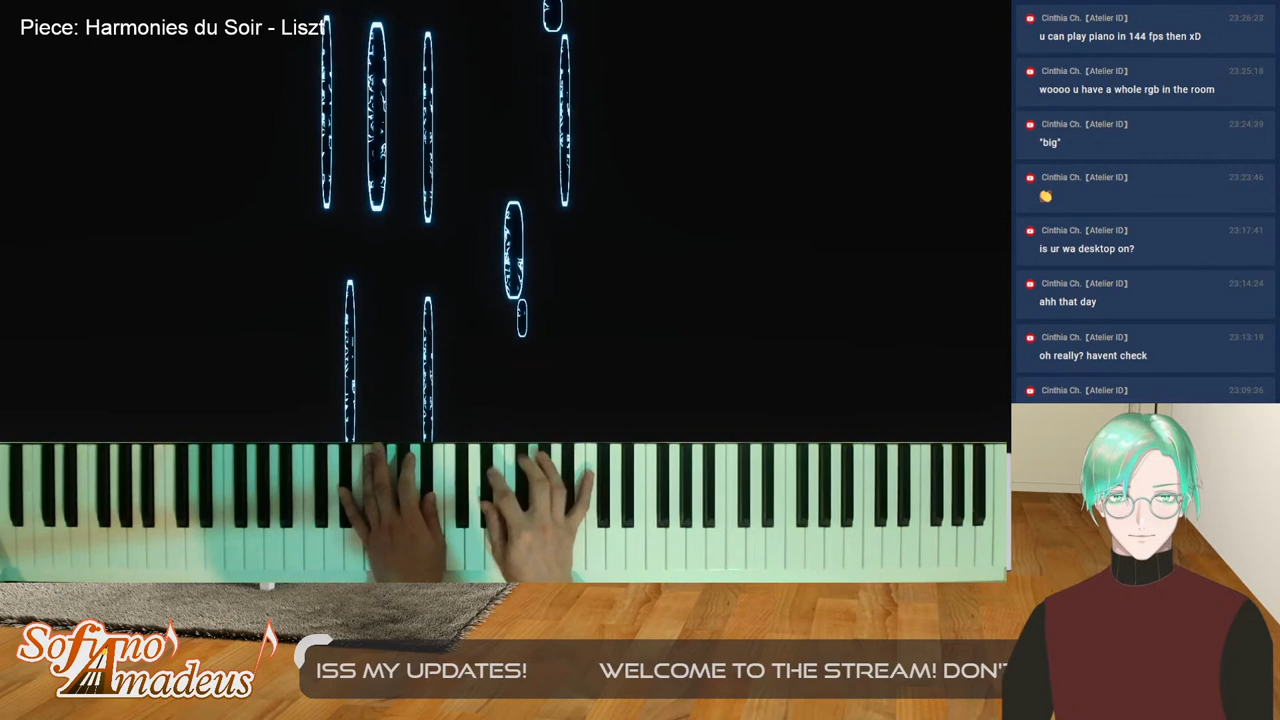 Piece: Harmonies du Soir - Liszt
Cinthia Ch.【Atelier ID】 23:26:23
u can play piano in 144 fps then xD
Cinthia Ch.【Atelier ID】 23:25:18
woooo u have a whole rgb in the room
Cinthia Ch.【Atelier ID】 23:24:39
"big"
Cinthia Ch.【Atelier ID】 23:23:46
Cinthia Ch.【Atelier ID】 23:17:41
is ur wa desktop on?
Cinthia Ch.【Atelier ID】 23:14:24
ahh that day
Cinthia Ch.【Atelier ID】 23:13:19
oh really? havent check
Cinthia Ch.【Atelier ID】 23:09:36
Sofiano
Amadeus
ISS MY UPDATES! WELCOME TO THE STREAM! DON'T